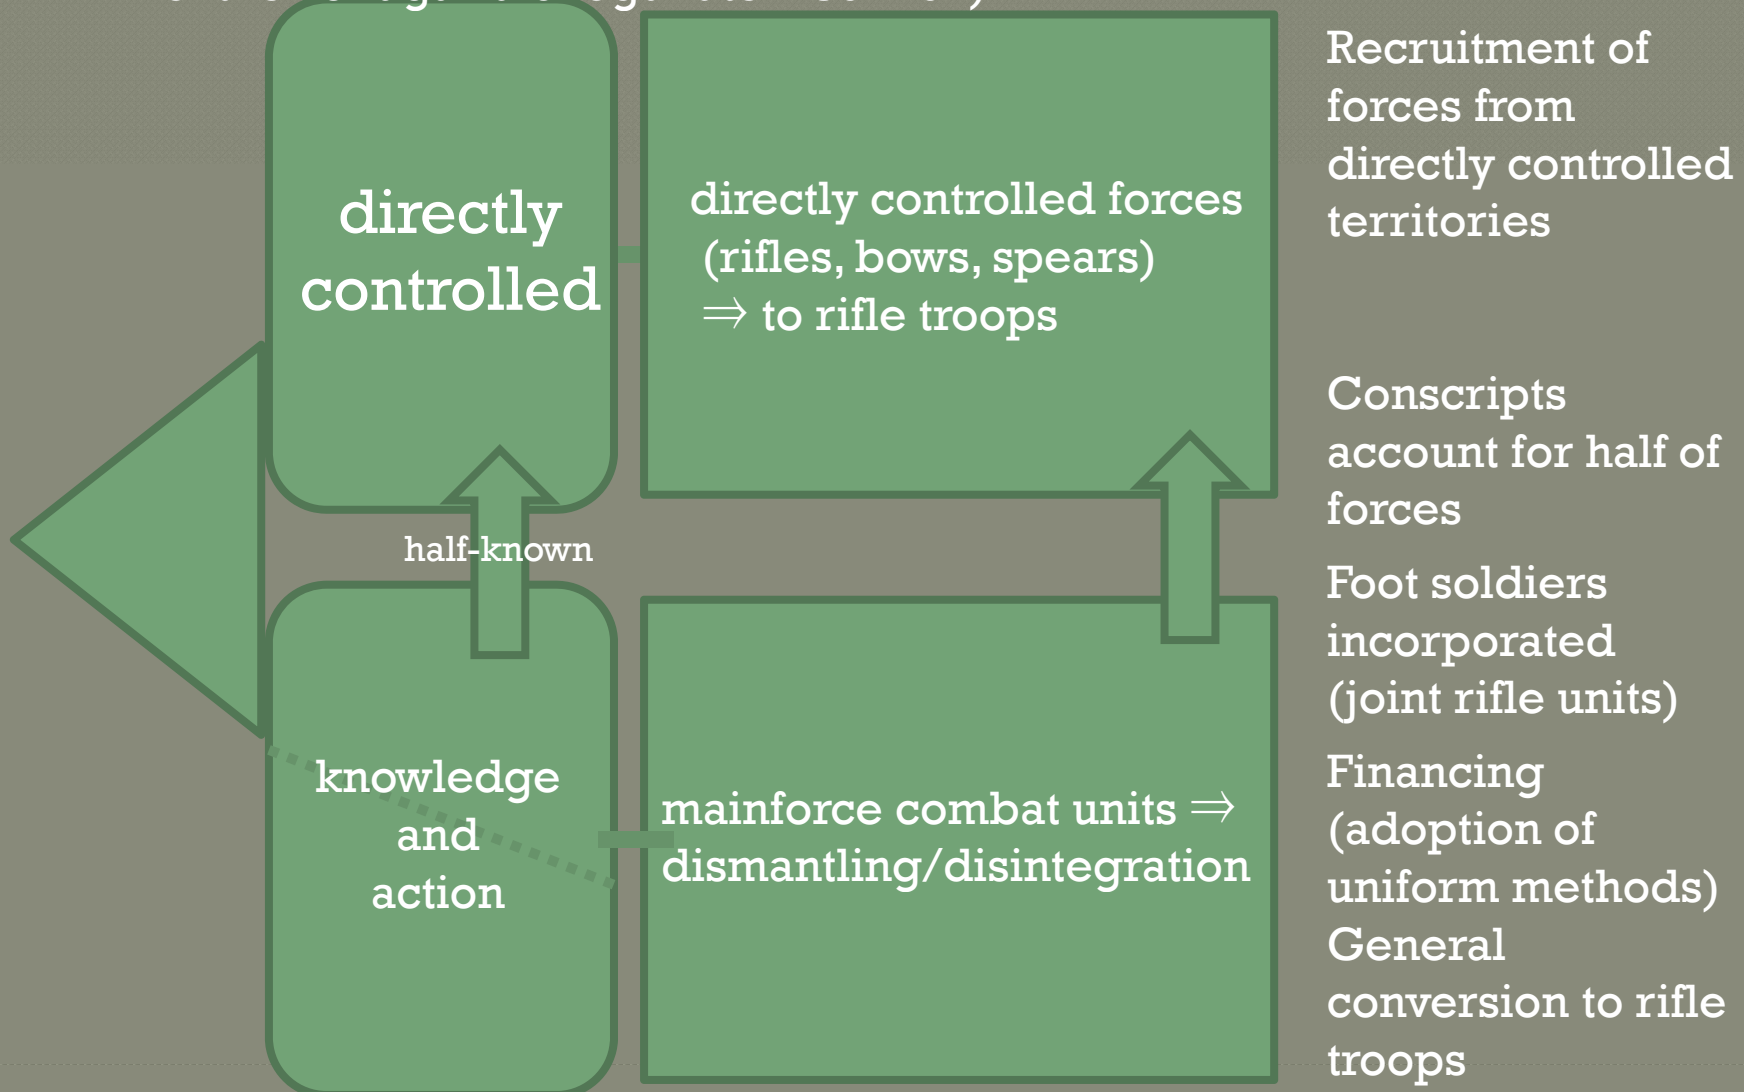 directly
controlled
directly controlled forces
(rifles, bows, spears)
⇒ to rifle troops
half-known
knowledge
and
action
mainforce combat units ⇒
dismantling/disintegration
Recruitment of
forces from
directly controlled
territories
Conscripts
account for half of
forces
Foot soldiers
incorporated
(joint rifle units)
Financing
(adoption of
uniform methods)
General
conversion to rifle
troops